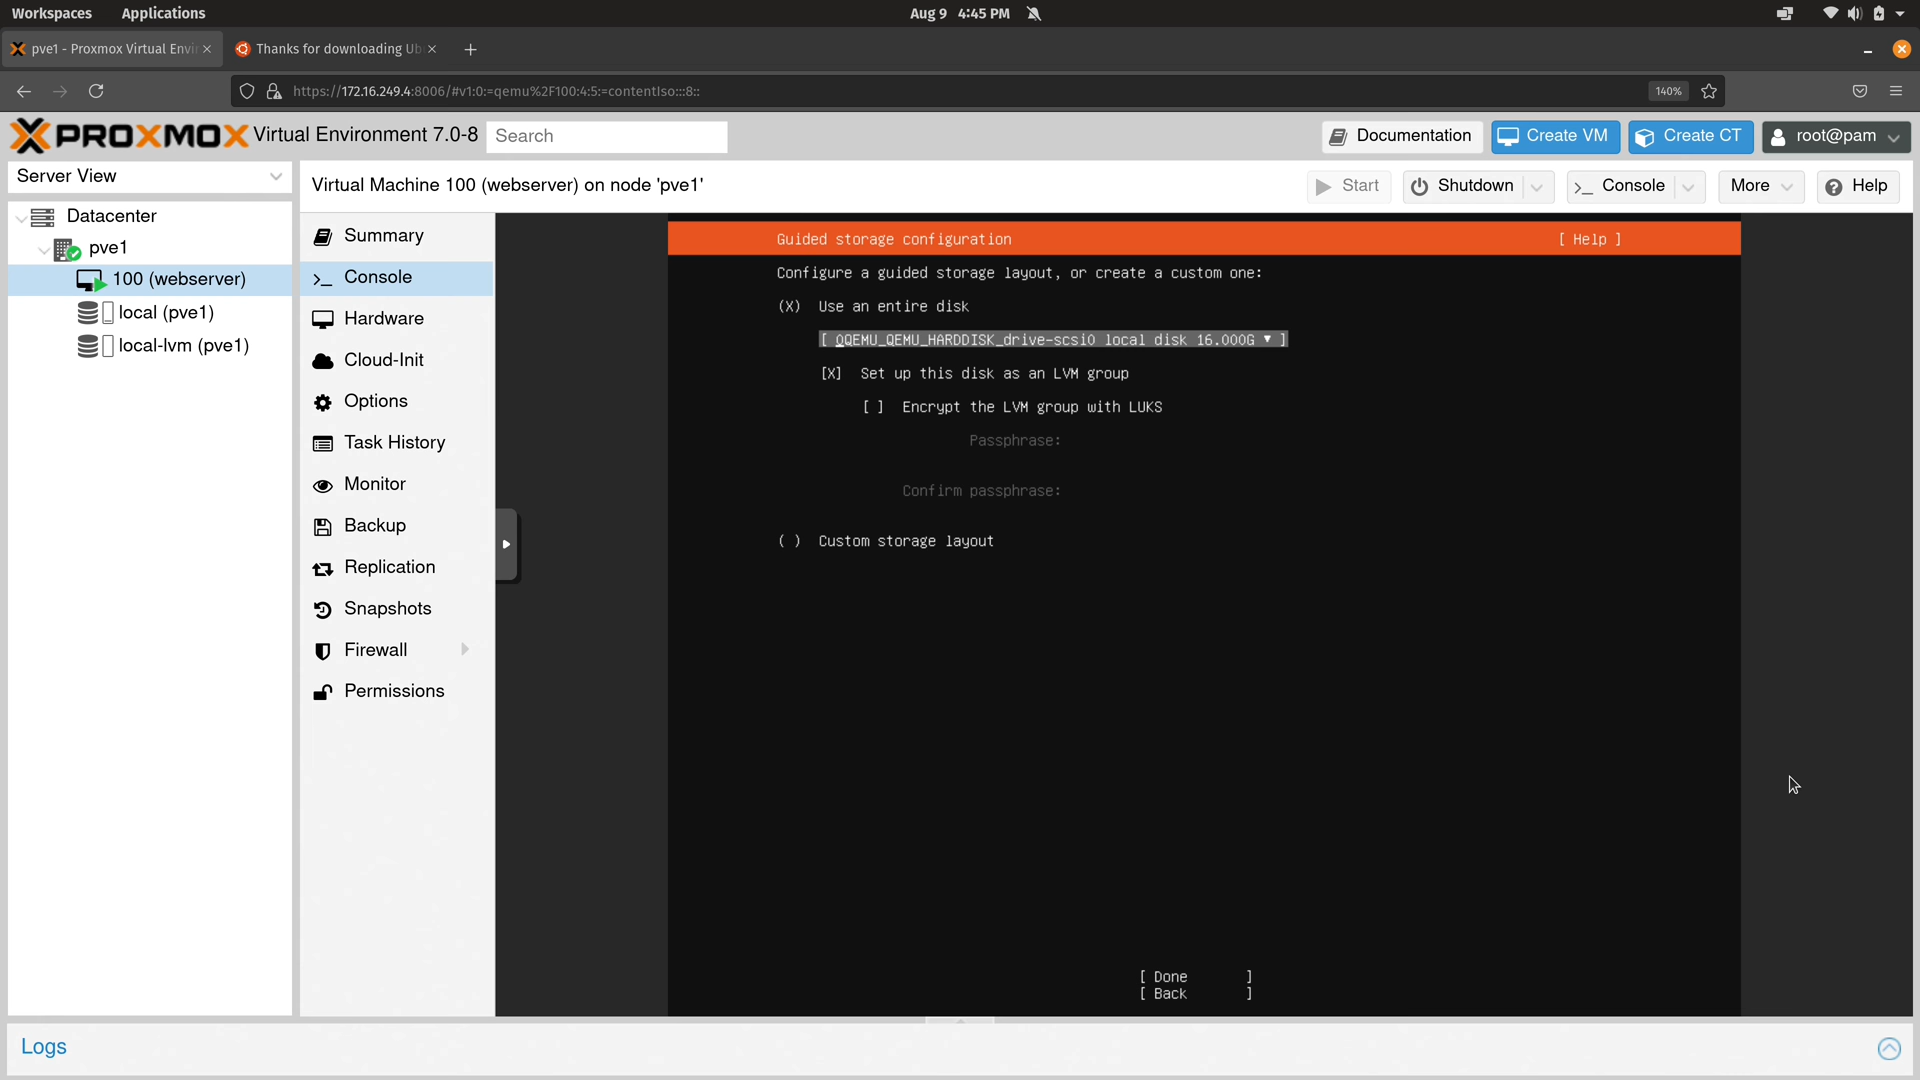 Workspaces Applications Aug 9 4:45 PM
pve1 - Proxmox Virtual Envir Thanks for downloading Ub
https://172.16.249.4:8006/#v1:0:=qemu%2F100:4:5:=contentIso:::8:: 140%
PROXMOX Virtual Environment 7.0-8 Search Documentation Create VM Create CT root@pam
Server View
Virtual Machine 100 (webserver) on node 'pve1' Start Shutdown Console More Help
Datacenter
pve1
100 (webserver)
local (pve1)
local-lvm (pve1)
Summary
Console
Hardware
Cloud-Init
Options
Task History
Monitor
Backup
Replication
Snapshots
Firewall
Permissions
Guided storage configuration [ Help ]
Configure a guided storage layout, or create a custom one:
(X) Use an entire disk
[ 0QEMU_QEMU_HARDDISK_drive-scsi0 local disk 16.000G ▾ ]
[X] Set up this disk as an LVM group
[ ] Encrypt the LVM group with LUKS
Passphrase:
Confirm passphrase:
( ) Custom storage layout
[ Done ]
[ Back ]
Logs